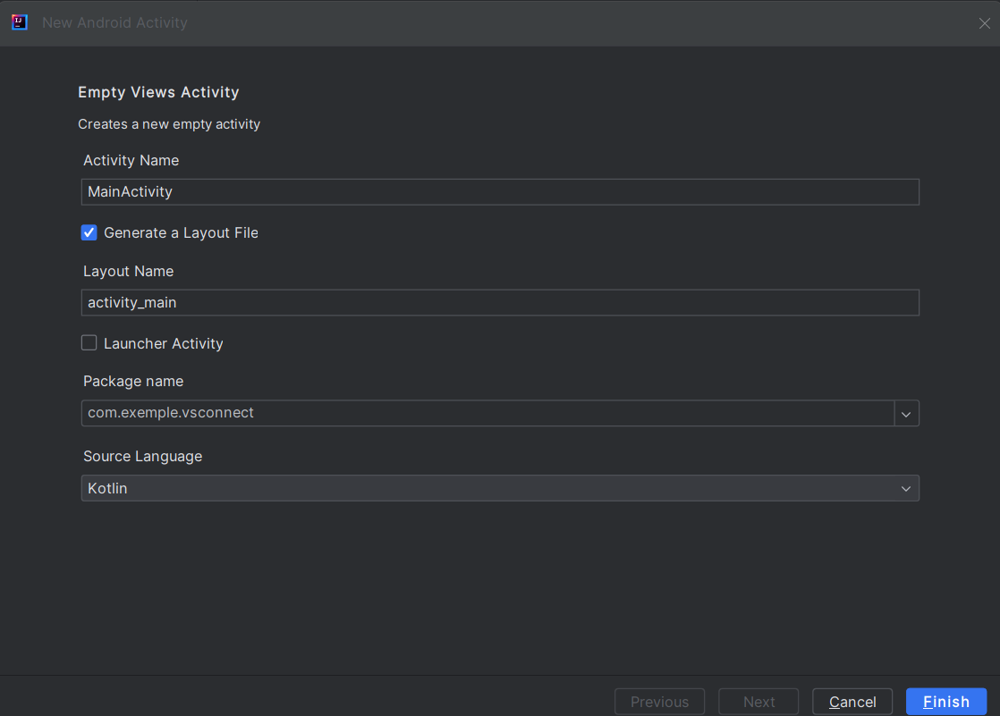 New Android Activity
Empty Views Activity
Creates a new empty activity
Activity Name
MainActivity
Generate a Layout File
Layout Name
activity_main
Launcher Activity
Package name
com.exemple.vsconnect
Source Language
Kotlin
Previous Next Cancel Finish